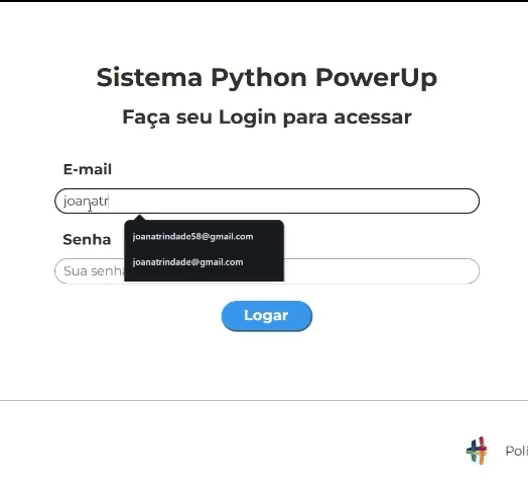 Sistema Python PowerUp
Faça seu Login para acessar
E-mail
joanatr
joanatrindade58@gmail.com
Senha
joanatrindade@gmail.com
Sua senh
Logar
Poli